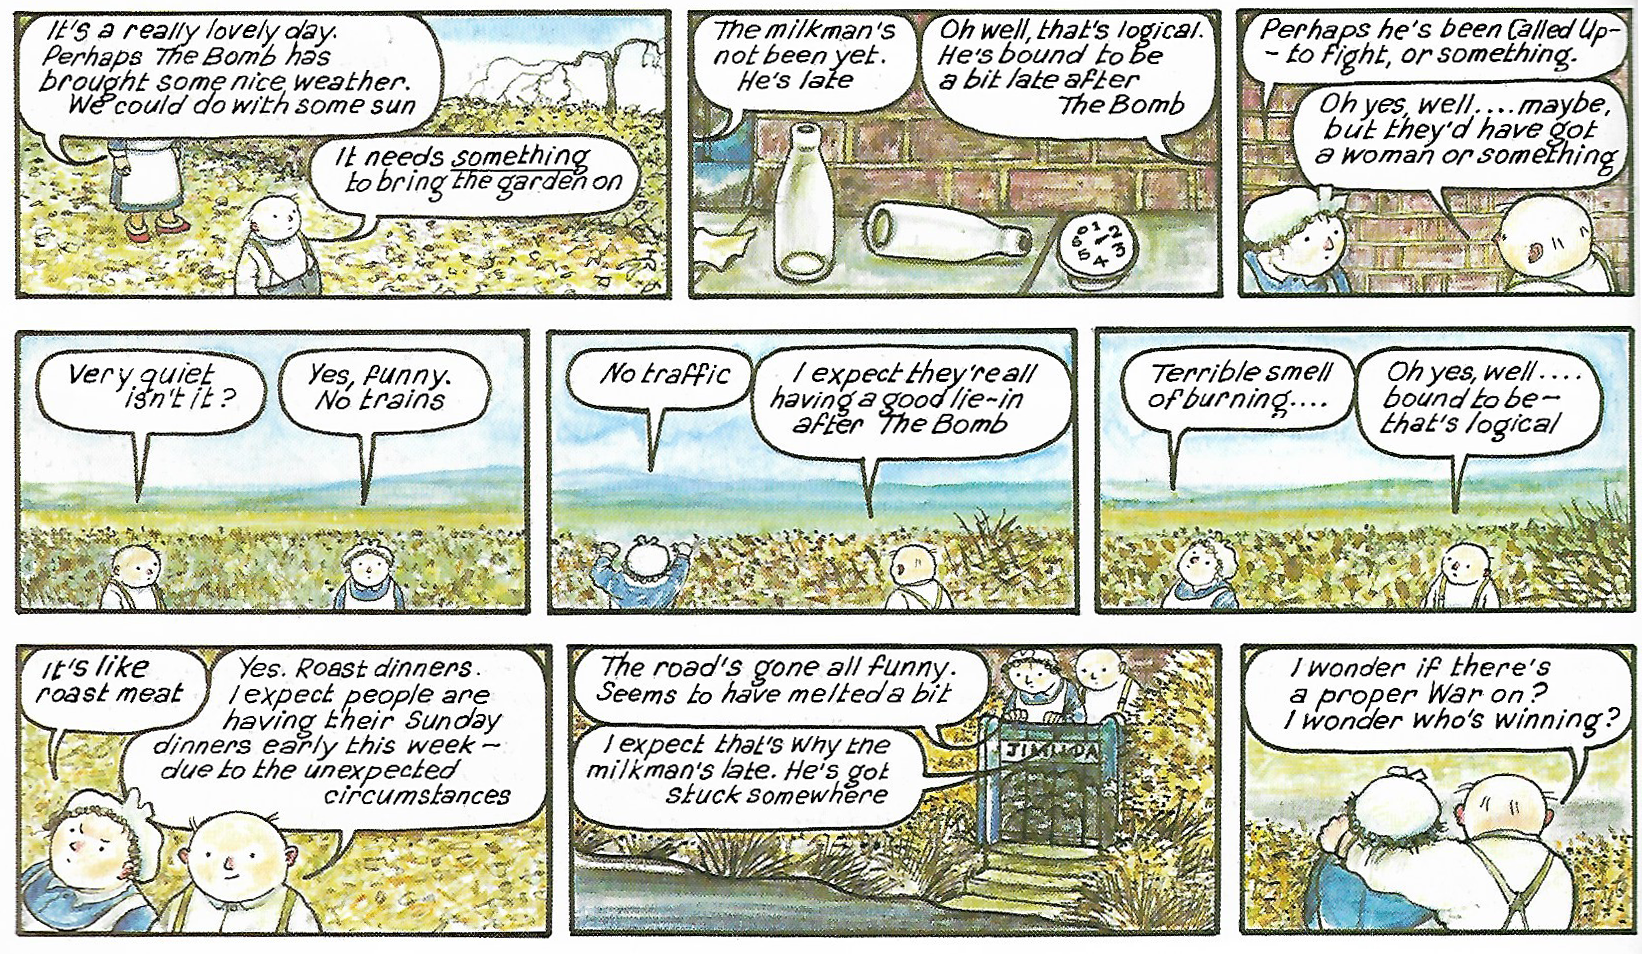 It's a really lovely day.
Perhaps The Bomb has
brought some nice weather.
We could do with some sun
It needs something
to bring the garden on
The milkman's
not been yet.
He's late
Oh well, that's logical.
He's bound to be
a bit late after
The Bomb
0 1 2
6 3
5 4
Perhaps he's been Called Up-
- to fight, or something.
Oh yes, well....maybe,
but they'd have got
a woman or something
Very quiet
isn't it?
Yes, funny.
No trains
No traffic
I expect they're all
having a good lie-in
after The Bomb
Terrible smell
of burning....
Oh yes, well....
bound to be-
that's logical
It's like
roast meat
Yes. Roast dinners.
I expect people are
having their Sunday
dinners early this week-
due to the unexpected
circumstances
The road's gone all funny.
Seems to have melted a bit
I expect that's why the
milkman's late. He's got
stuck somewhere
I wonder if there's
a proper War on?
I wonder who's winning?